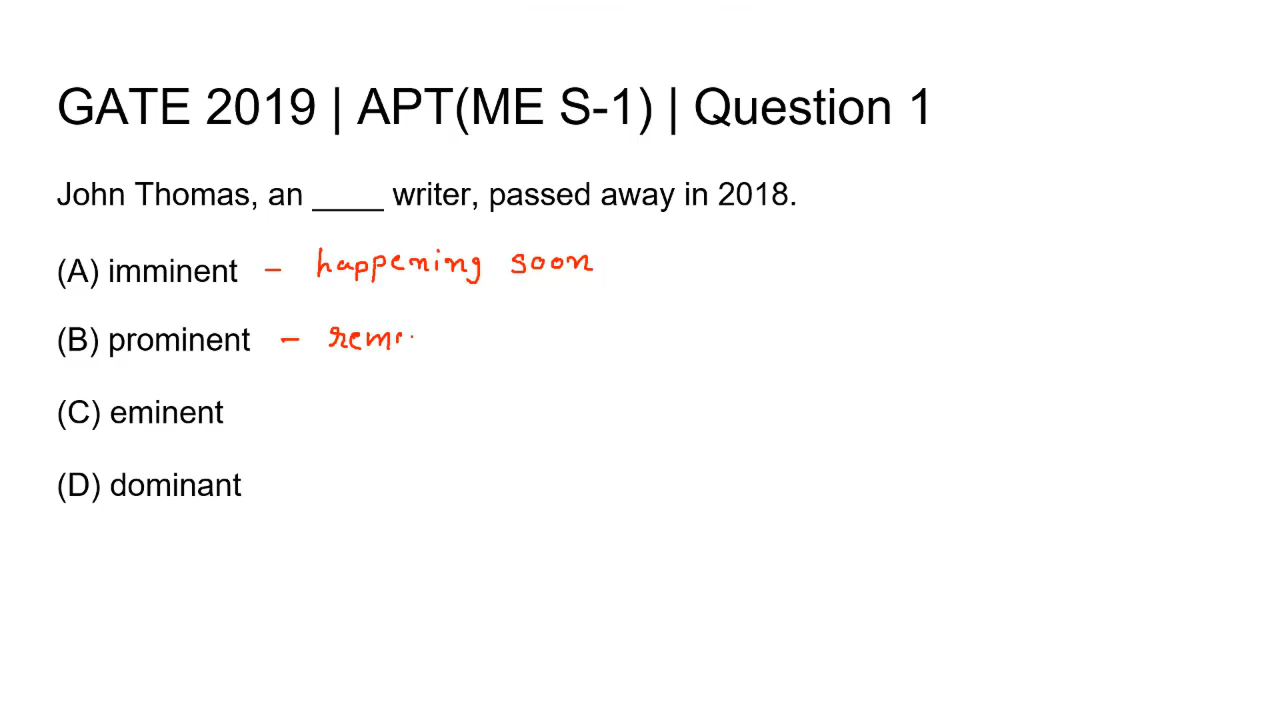 GATE 2019 | APT(ME S-1) | Question 1
John Thomas, an ____ writer, passed away in 2018.
(A) imminent - happening soon
(B) prominent -
(C) eminent
(D) dominant